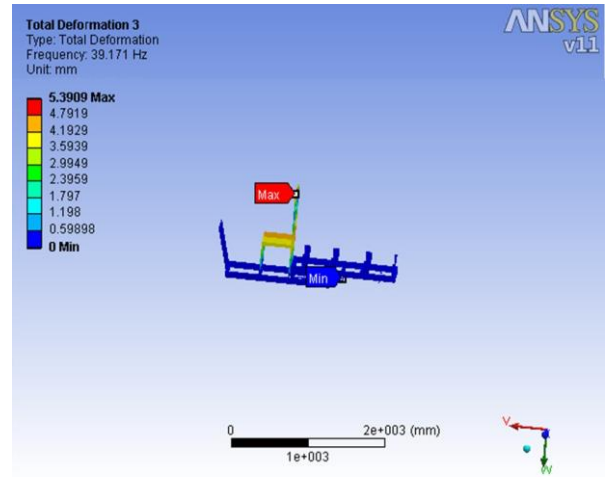 Total Deformation 3
Type: Total Deformation
Frequency: 39.171 Hz
Unit: mm
ANSYS
v11
5.3909 Max
4.7919
4.1929
3.5939
2.9949
2.3959
1.797
1.198
0.59898
0 Min
Max
Min
0
2e+003 (mm)
1e+003
V
W